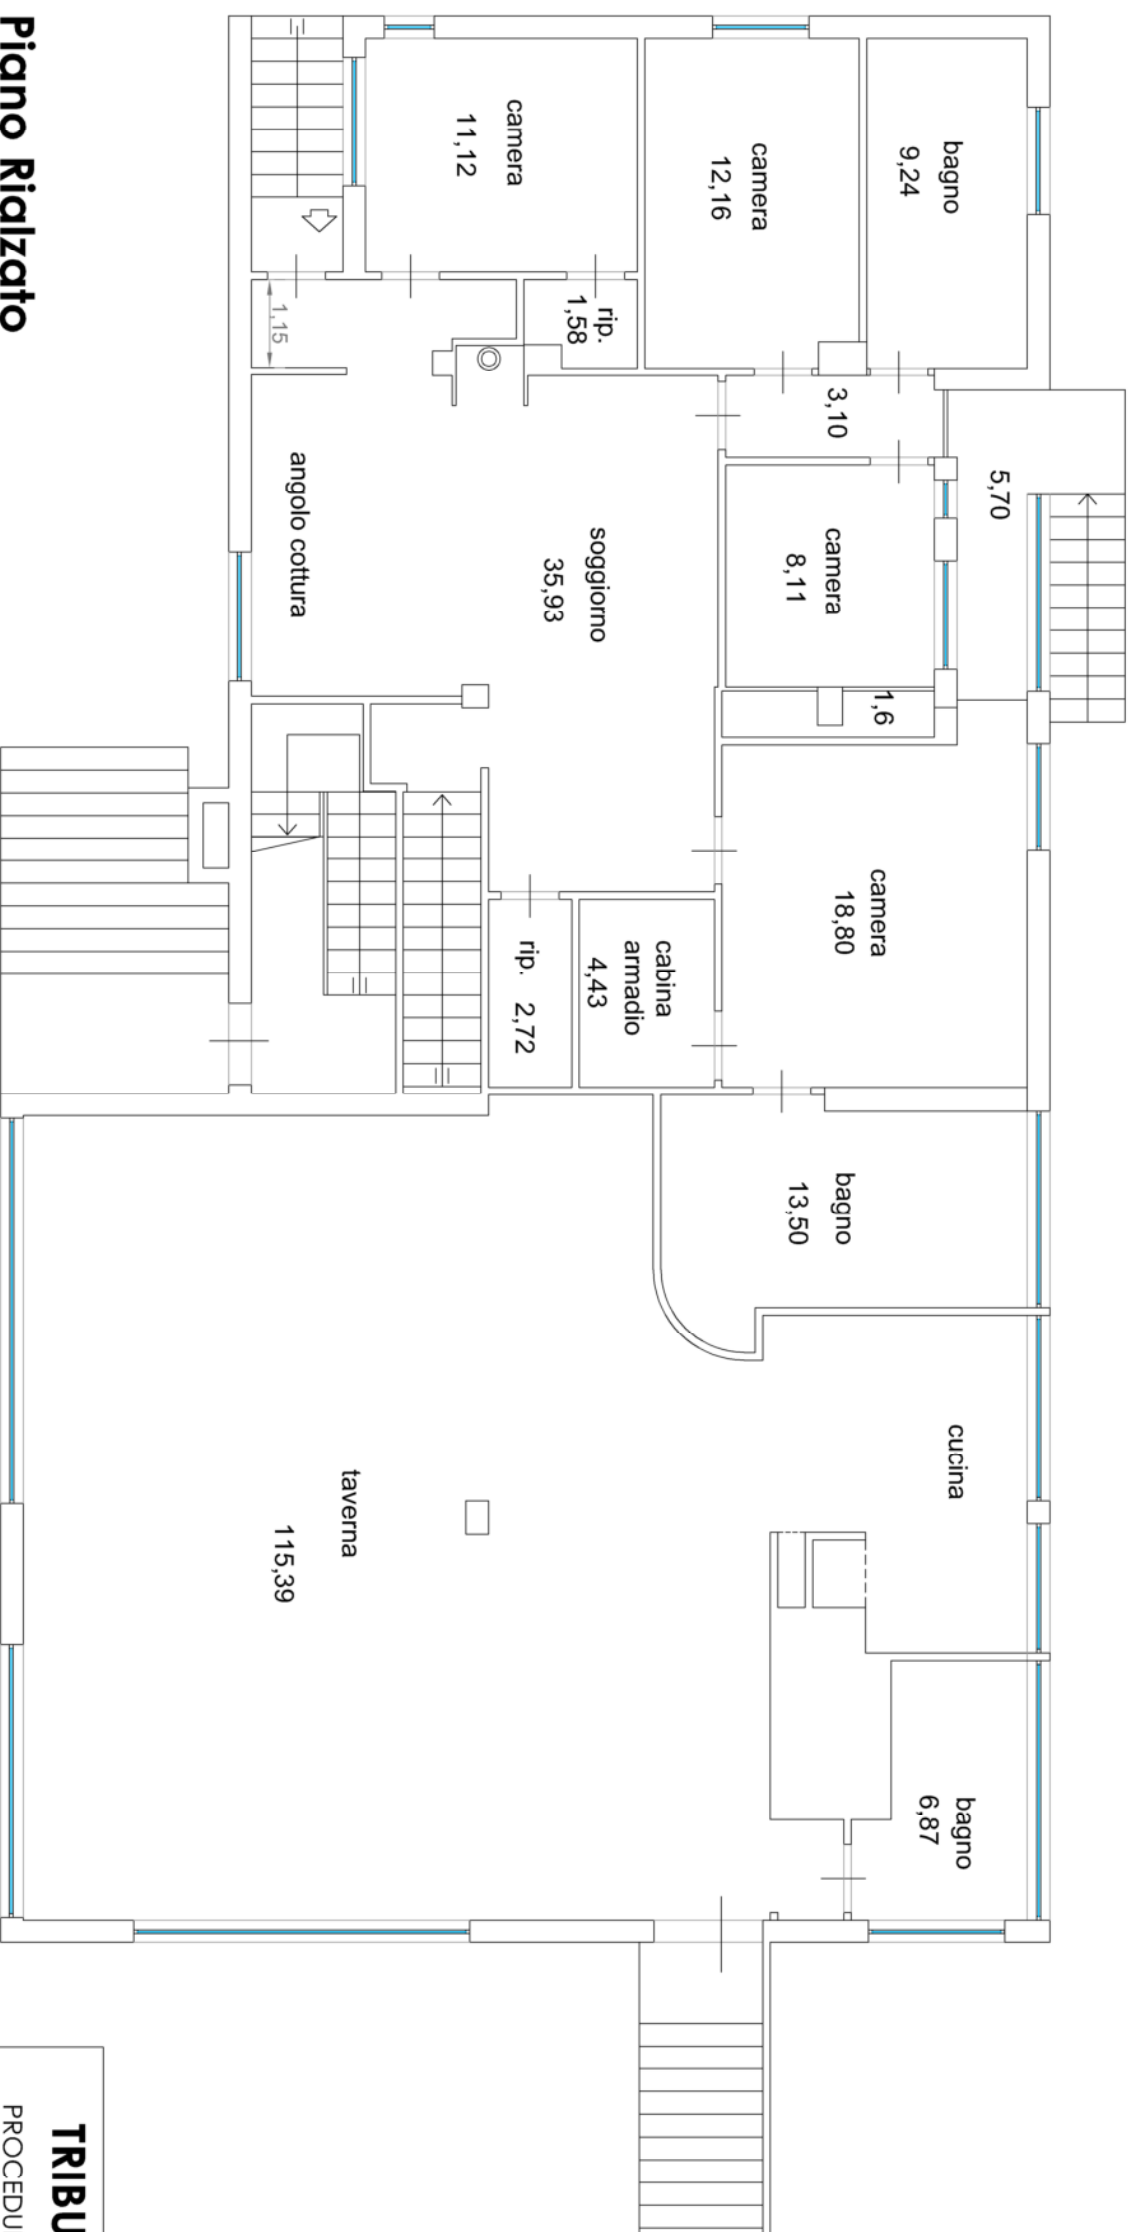 bagno
9,24
camera
12,16
camera
11,12
rip.
1,58
1,15
3,10
5,70
camera
8,11
soggiorno
35,93
angolo cottura
1,6
camera
18,80
cabina
armadio
4,43
rip. 2,72
bagno
13,50
cucina
taverna
115,39
bagno
6,87
Piano Rialzato
TRIBU
PROCEDU